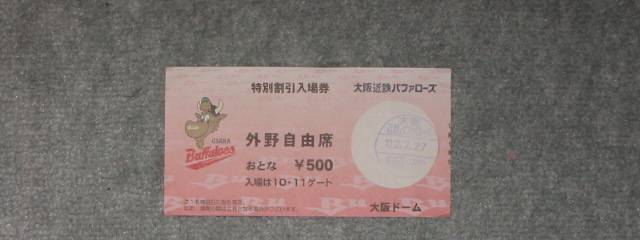 特別割引入場券
大阪近鉄バファローズ
OSAKA
Buffaloes
外野自由席
おとな ¥500
入場は10・11ゲート
大阪ドーム